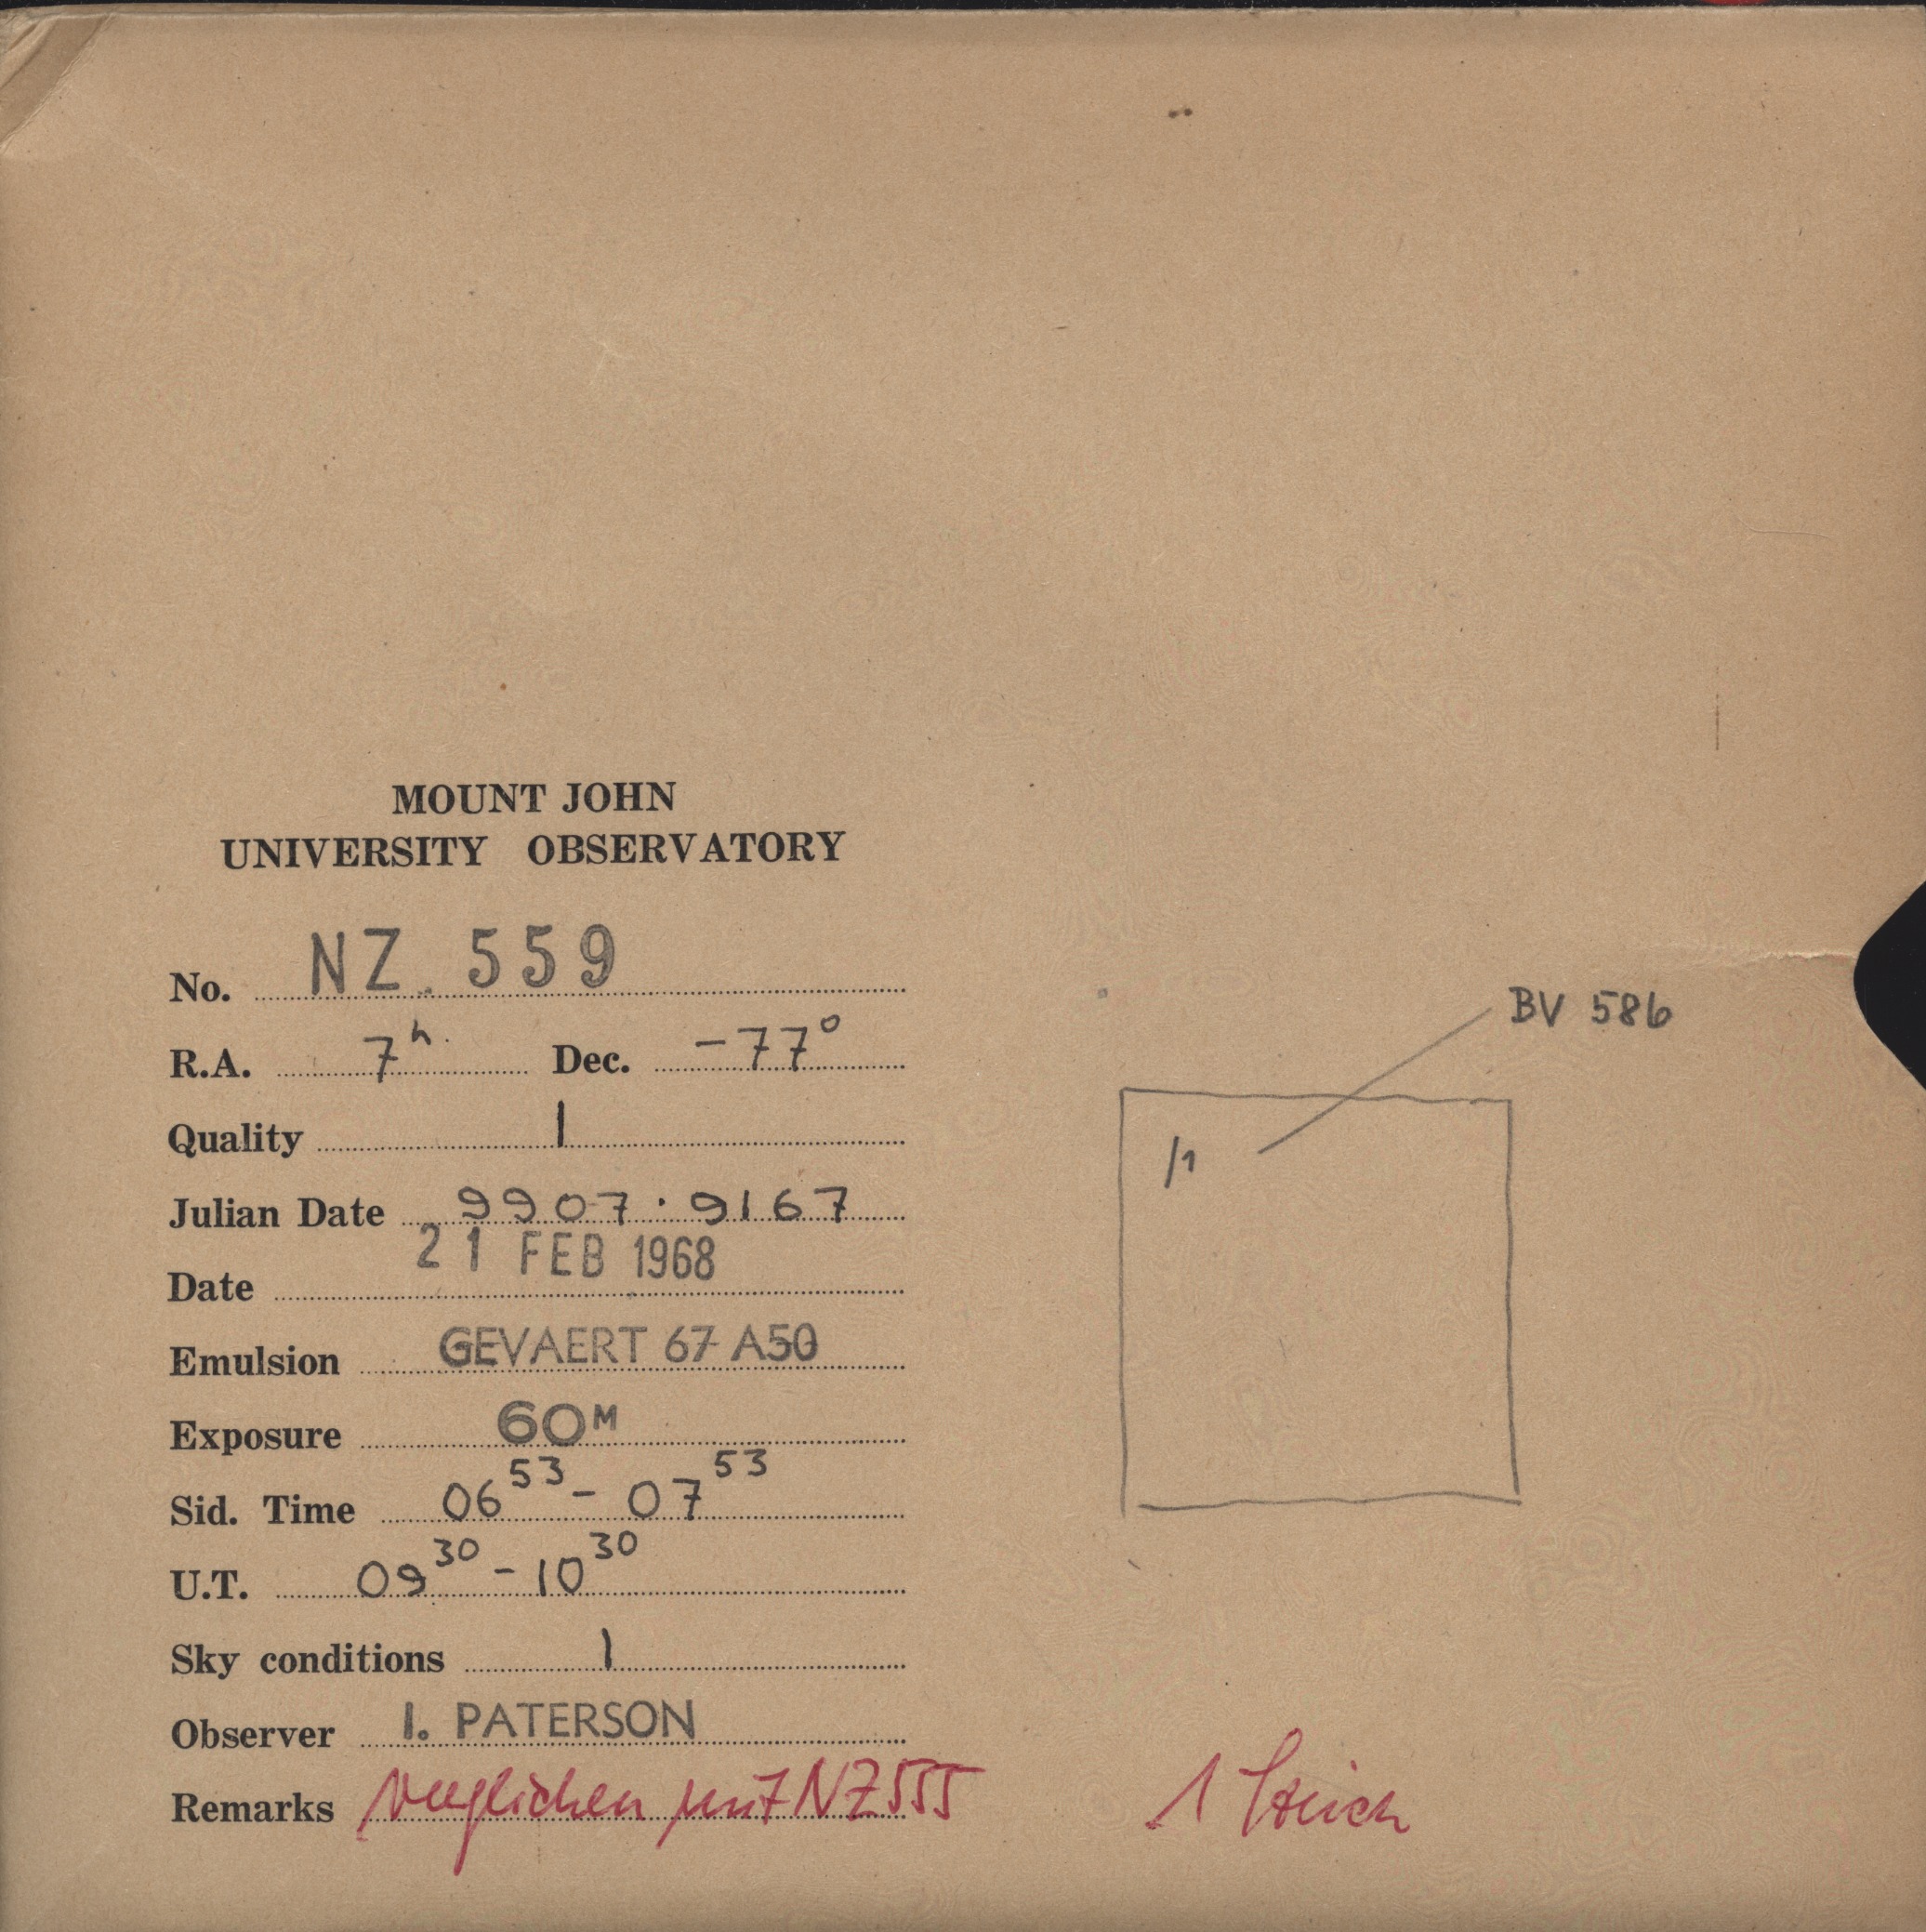 MOUNT JOHN
UNIVERSITY OBSERVATORY
No. NZ. 559
R.A. 7h. Dec. -77°
Quality 1
Julian Date 9907.9167
Date 21 FEB 1968
Emulsion GEVAERT 67 A50
Exposure 60M
Sid. Time 06 53 - 07 53
U.T. 09 30 - 10 30
Sky conditions 1
Observer I. PATERSON
Remarks verglichen mit NZ 555
BV 586
/1
1 Strich